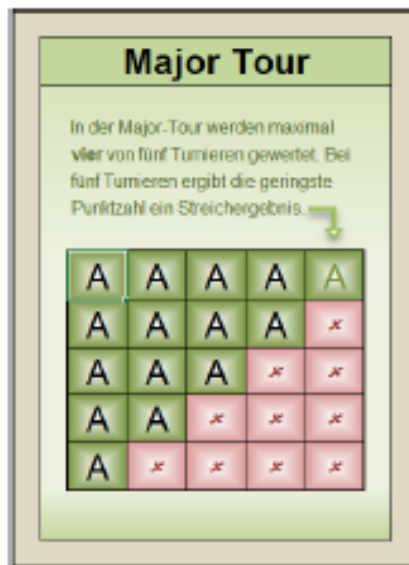 Major Tour
In der Major-Tour werden maximal
vier von fünf Turnieren gewertet. Bei
fünf Turnieren ergibt die geringste
Punktzahl ein Streichergebnis.
A A A A A
A A A A x
A A A x x
A A x x x
A x x x x